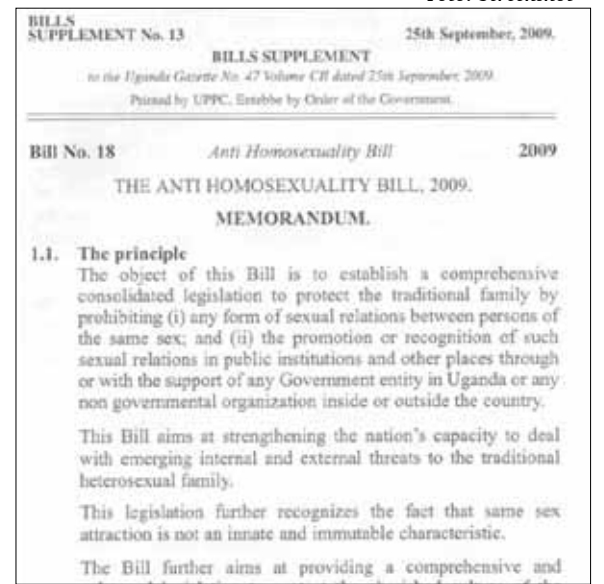 BILLS
SUPPLEMENT No. 13 25th September, 2009.
BILLS SUPPLEMENT
to the Uganda Gazette No. 47 Volume CII dated 25th September, 2009.
Printed by UPPC, Entebbe by Order of the Government.
Bill No. 18 Anti Homosexuality Bill 2009
THE ANTI HOMOSEXUALITY BILL, 2009.
MEMORANDUM.
1.1. The principle
The object of this Bill is to establish a comprehensive
consolidated legislation to protect the traditional family by
prohibiting (i) any form of sexual relations between persons of
the same sex; and (ii) the promotion or recognition of such
sexual relations in public institutions and other places through
or with the support of any Government entity in Uganda or any
non governmental organization inside or outside the country.
This Bill aims at strengthening the nation's capacity to deal
with emerging internal and external threats to the traditional
heterosexual family.
This legislation further recognizes the fact that same sex
attraction is not an innate and immutable characteristic.
The Bill further aims at providing a comprehensive and